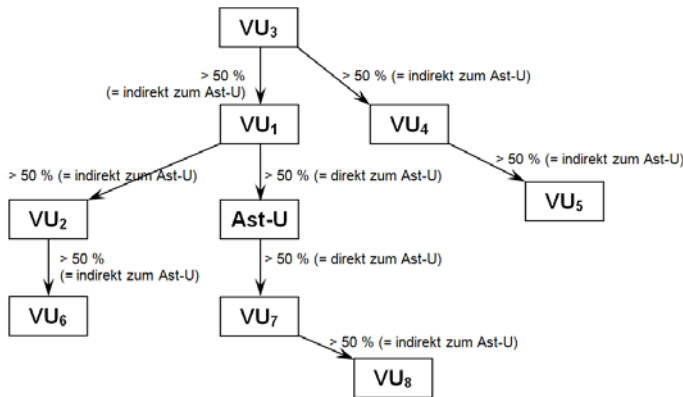 VU₃
> 50 %
(= indirekt zum Ast-U)
> 50 % (= indirekt zum Ast-U)
VU₁
VU₄
> 50 % (= indirekt zum Ast-U)
> 50 % (= direkt zum Ast-U)
> 50 % (= indirekt zum Ast-U)
VU₂
Ast-U
VU₅
> 50 %
(= indirekt zum Ast-U)
> 50 % (= direkt zum Ast-U)
VU₆
VU₇
> 50 % (= indirekt zum Ast-U)
VU₈